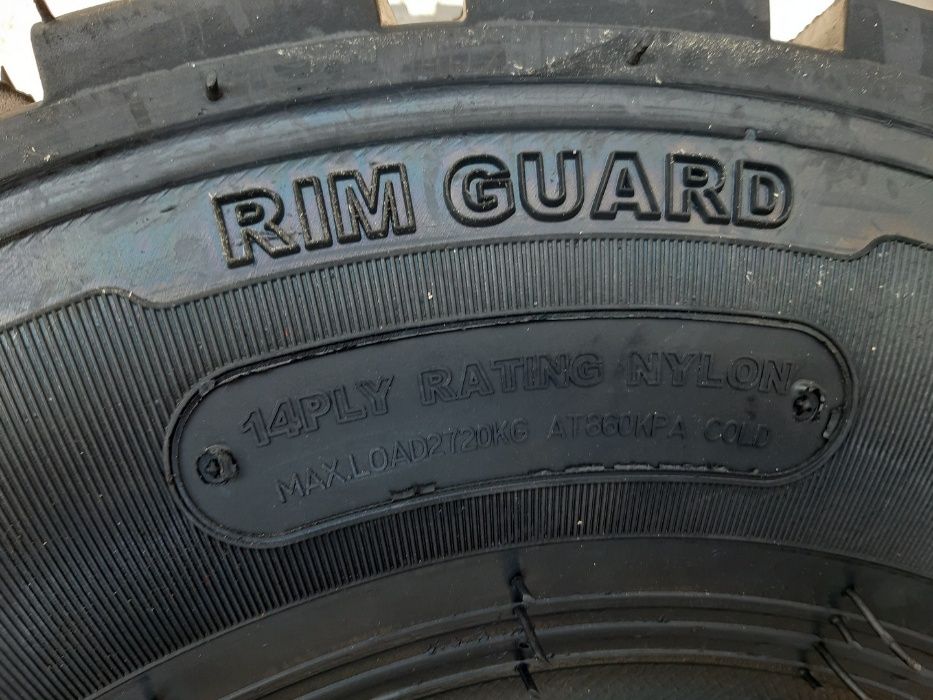 RIM GUARD
14PLY RATING NYLON
MAX.LOAD2720KG AT860KPA COLD